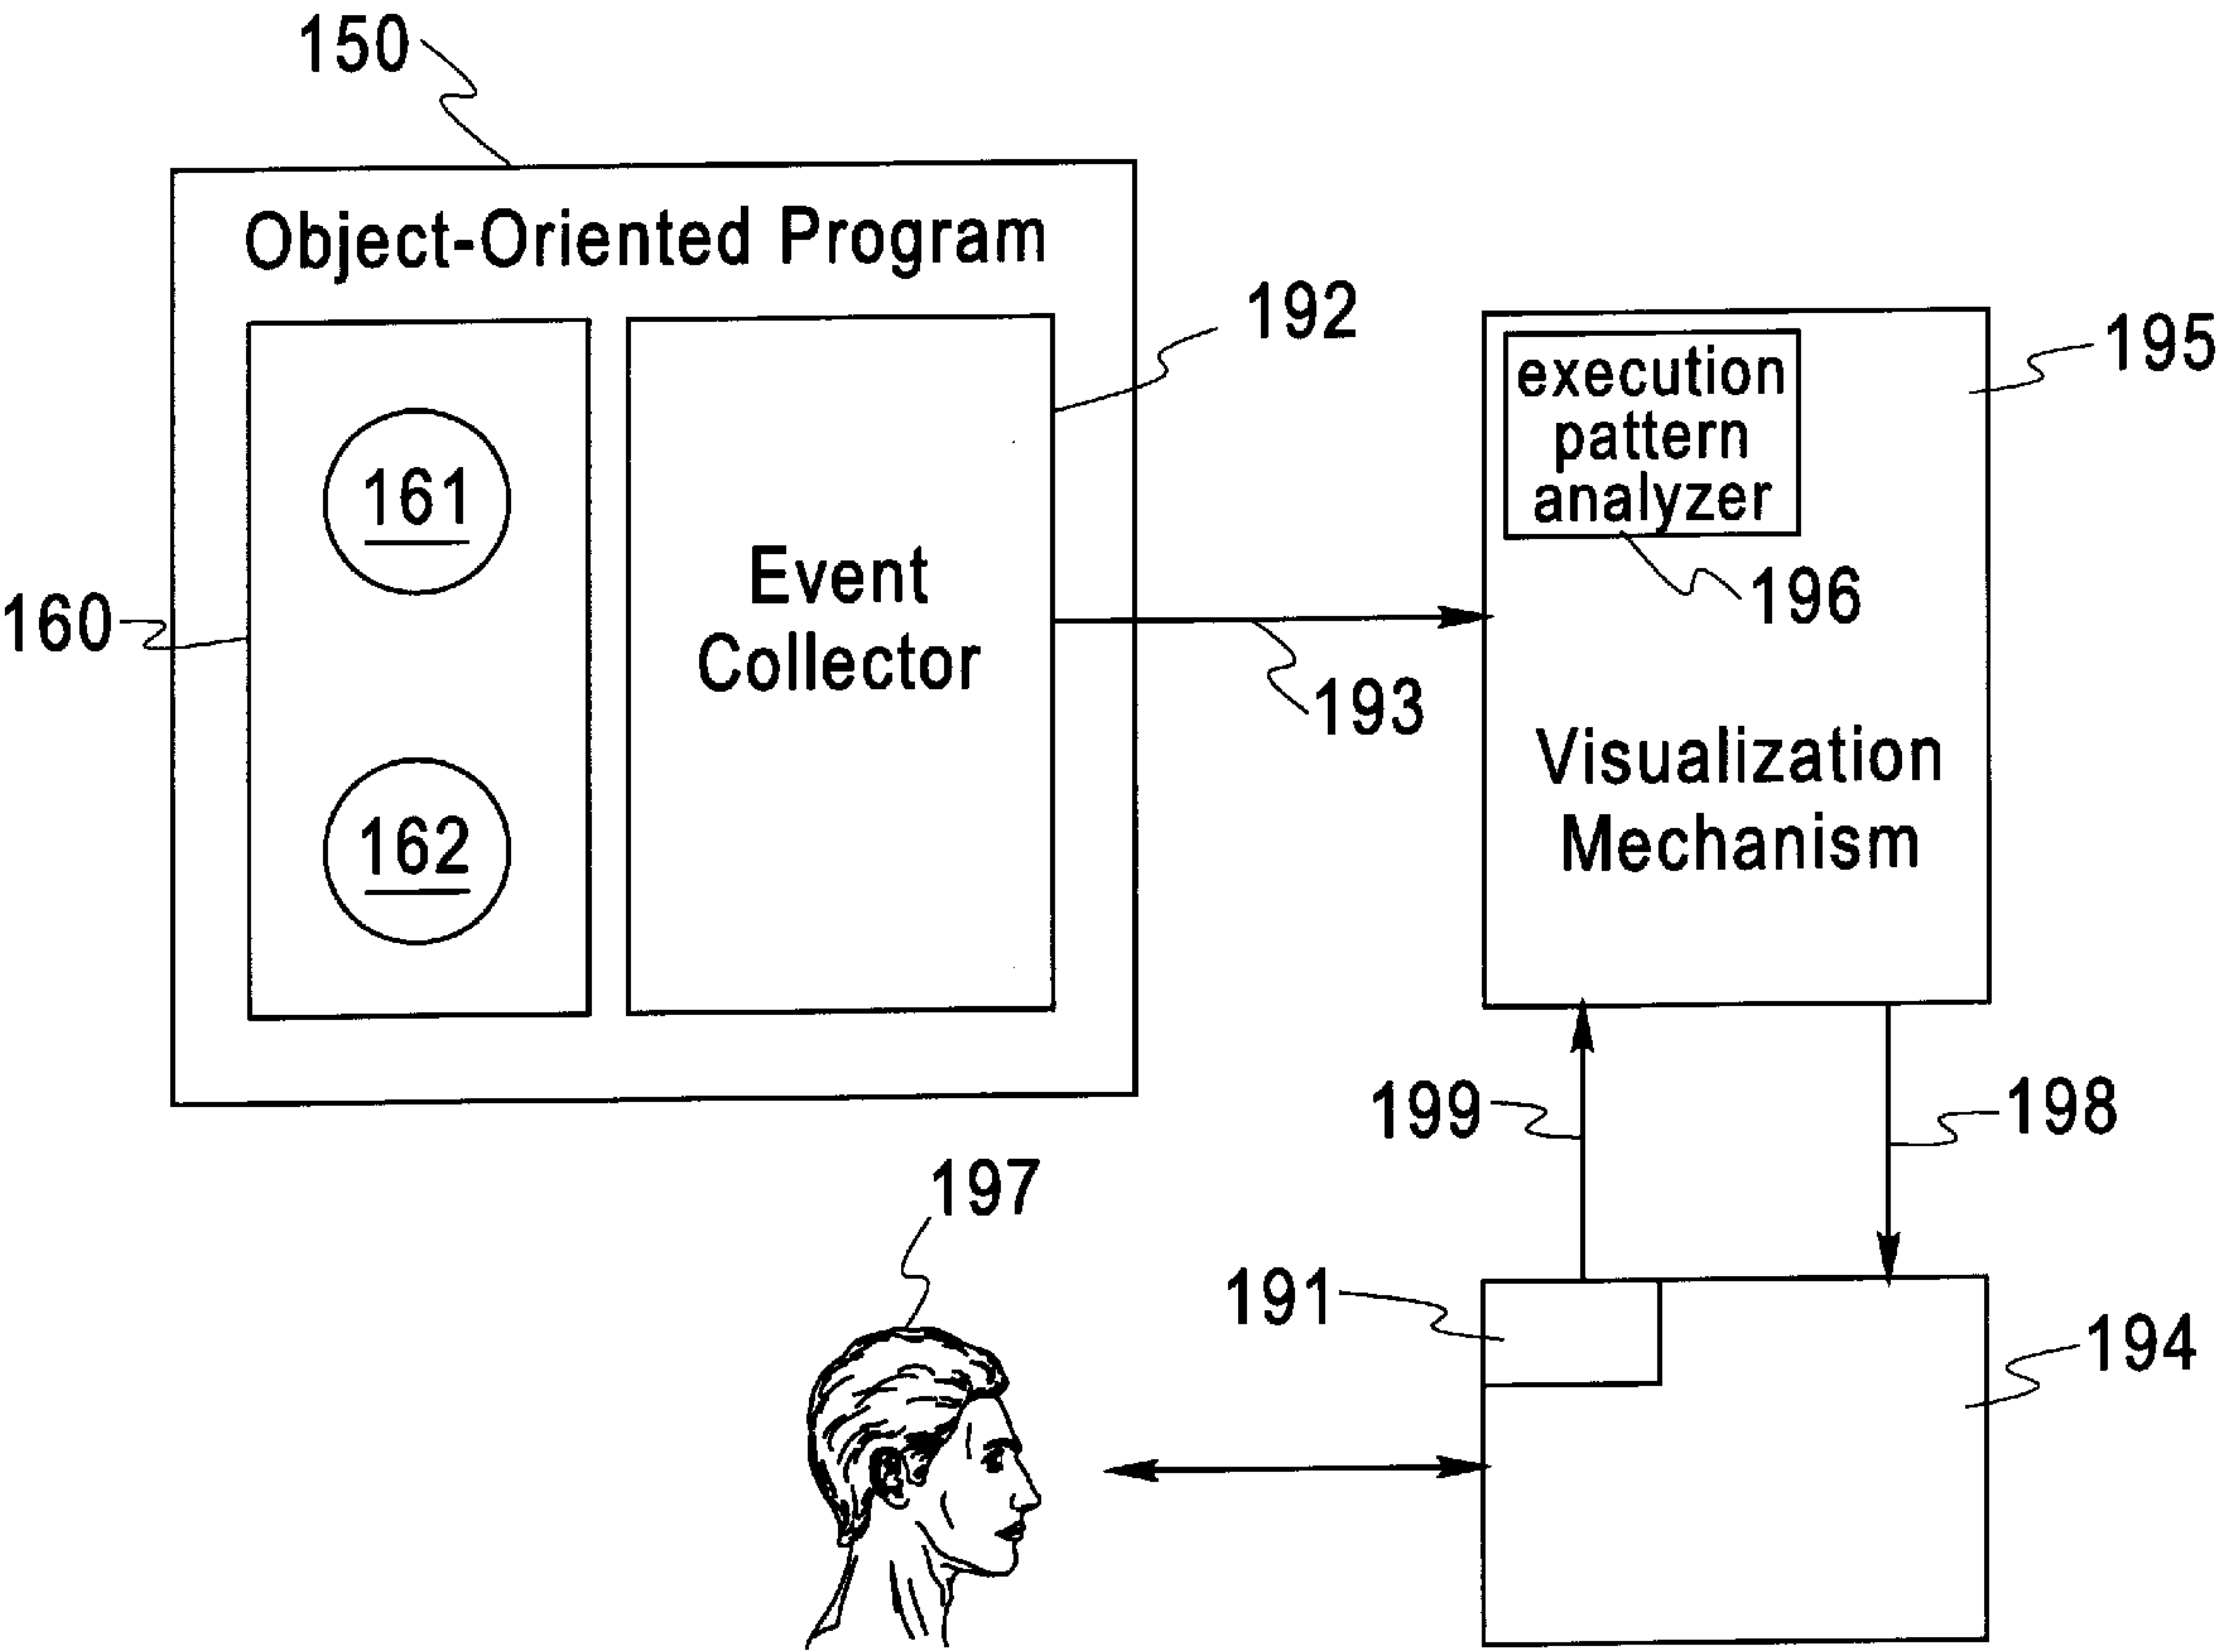 150
Object-Oriented Program
192
195
execution
pattern
analyzer
161
196
160
Event
Collector
193
Visualization
Mechanism
162
199
198
197
191
194